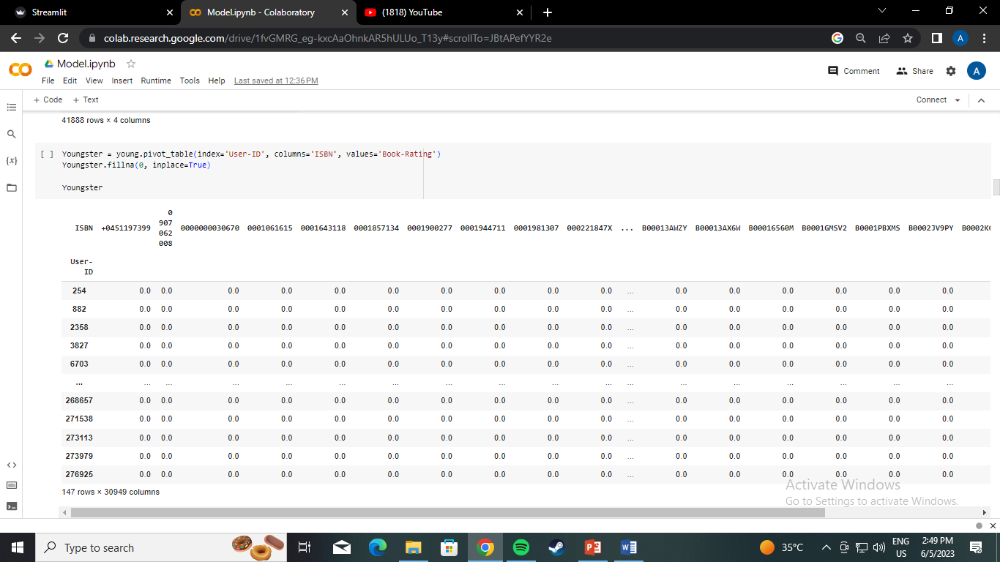 Streamlit
Model.ipynb - Colaboratory
(1818) YouTube
colab.research.google.com/drive/1fvGMRG_eg-kxcAaOhnkAR5hULUo_T13y#scrollTo=JBtAPefYYR2e
A
Model.ipynb
File Edit View Insert Runtime Tools Help Last saved at 12:36 PM
Comment Share A
+ Code + Text
Connect
41888 rows × 4 columns
[ ] Youngster = young.pivot_table(index='User-ID', columns='ISBN', values='Book-Rating')
Youngster.fillna(0, inplace=True)
Youngster
ISBN +0451197399 0 907 062 008 0000000030670 0001061615 0001643118 0001857134 0001900277 0001944711 0001981307 000221847X ... B00013AWZY B00013AX6W B00016560M B0001GMSV2 B0001PBXMS B0002JV9PY B0002K6
User-ID
254 0.0 0.0 0.0 0.0 0.0 0.0 0.0 0.0 0.0 0.0 ... 0.0 0.0 0.0 0.0 0.0 0.0
882 0.0 0.0 0.0 0.0 0.0 0.0 0.0 0.0 0.0 0.0 ... 0.0 0.0 0.0 0.0 0.0 0.0
2358 0.0 0.0 0.0 0.0 0.0 0.0 0.0 0.0 0.0 0.0 ... 0.0 0.0 0.0 0.0 0.0 0.0
3827 0.0 0.0 0.0 0.0 0.0 0.0 0.0 0.0 0.0 0.0 ... 0.0 0.0 0.0 0.0 0.0 0.0
6703 0.0 0.0 0.0 0.0 0.0 0.0 0.0 0.0 0.0 0.0 ... 0.0 0.0 0.0 0.0 0.0 0.0
... ... ... ... ... ... ... ... ... ... ... ... ... ... ... ... ... ...
268657 0.0 0.0 0.0 0.0 0.0 0.0 0.0 0.0 0.0 0.0 ... 0.0 0.0 0.0 0.0 0.0 0.0
271538 0.0 0.0 0.0 0.0 0.0 0.0 0.0 0.0 0.0 0.0 ... 0.0 0.0 0.0 0.0 0.0 0.0
273113 0.0 0.0 0.0 0.0 0.0 0.0 0.0 0.0 0.0 0.0 ... 0.0 0.0 0.0 0.0 0.0 0.0
273979 0.0 0.0 0.0 0.0 0.0 0.0 0.0 0.0 0.0 0.0 ... 0.0 0.0 0.0 0.0 0.0 0.0
276925 0.0 0.0 0.0 0.0 0.0 0.0 0.0 0.0 0.0 0.0 ... 0.0 0.0 0.0 0.0 0.0 0.0
147 rows × 30949 columns
Activate Windows
Go to Settings to activate Windows.
Type to search
35°C
ENG
US
2:49 PM
6/5/2023